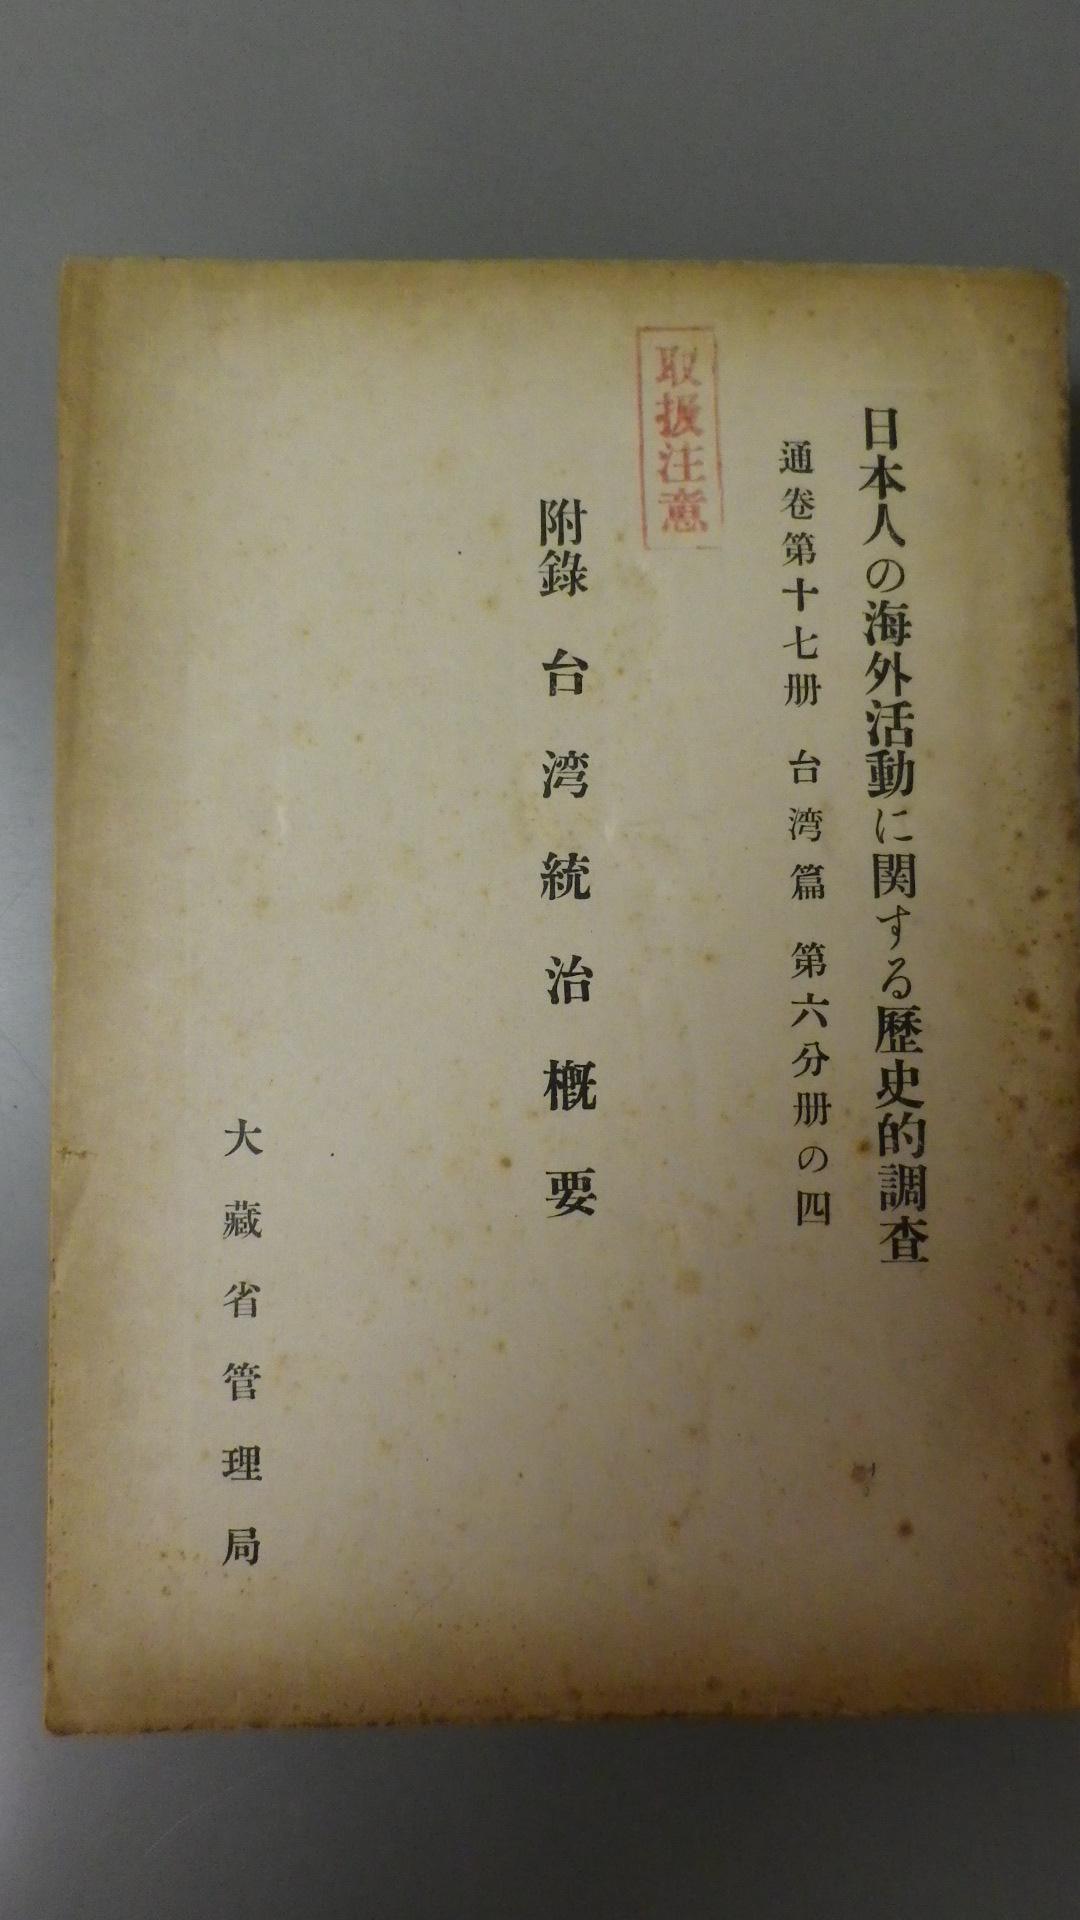 日本人の海外活動に関する歴史的調査
通卷第十七册 台湾篇 第六分册の四
取扱注意
附錄 台湾統治概要
大藏省管理局